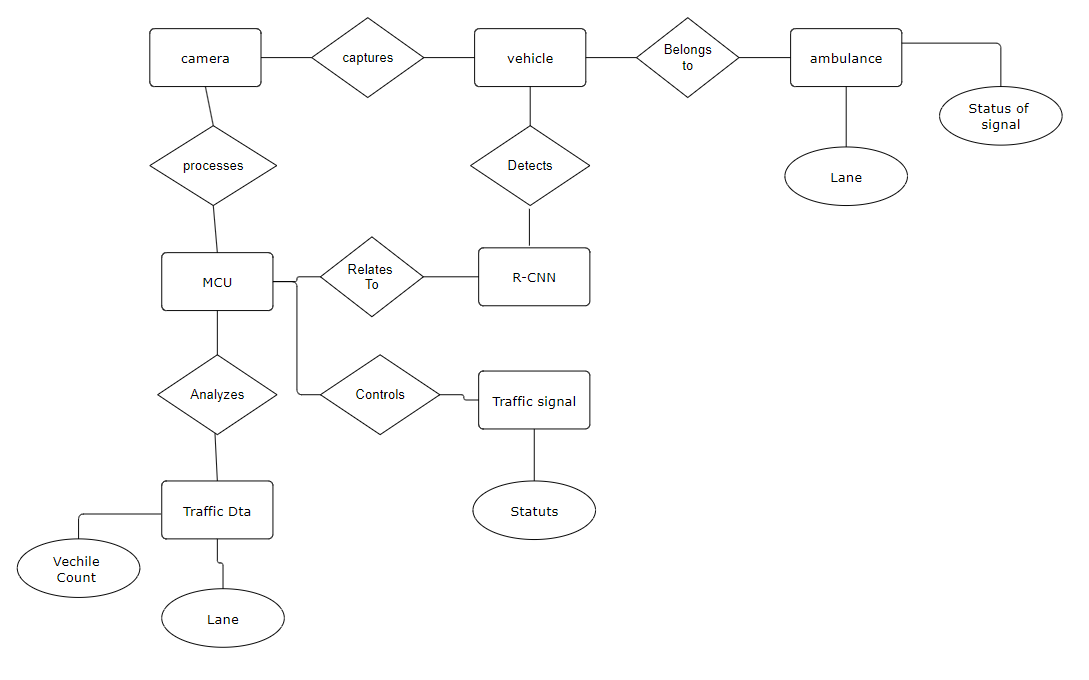 camera
captures
vehicle
Belongs
to
ambulance
Status of
signal
processes
Detects
Lane
MCU
Relates
To
R-CNN
Analyzes
Controls
Traffic signal
Traffic Dta
Statuts
Vechile
Count
Lane